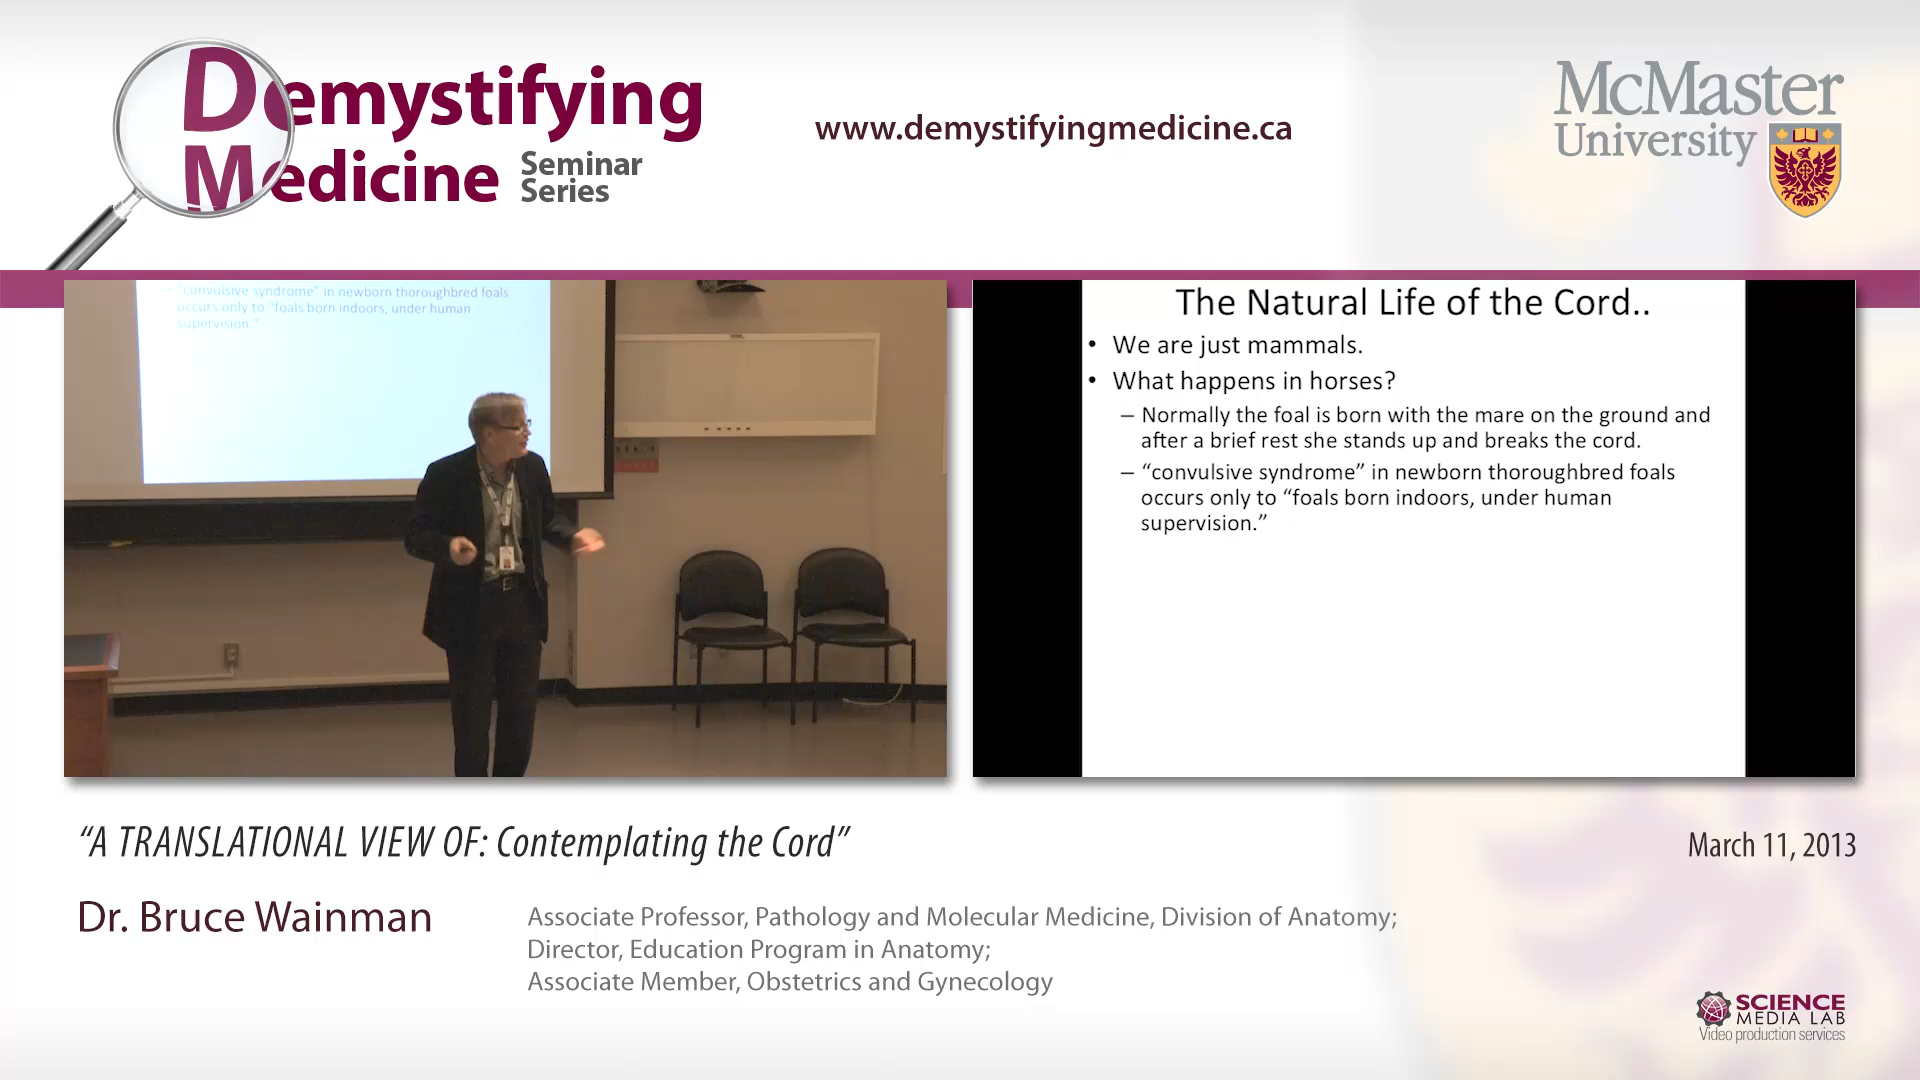 Demystifying
Medicine Seminar
Series
www.demystifyingmedicine.ca
McMaster
University
– "convulsive syndrome" in newborn thoroughbred foals
occurs only to "foals born indoors, under human
supervision."
The Natural Life of the Cord..
• We are just mammals.
• What happens in horses?
– Normally the foal is born with the mare on the ground and
after a brief rest she stands up and breaks the cord.
– “convulsive syndrome” in newborn thoroughbred foals
occurs only to “foals born indoors, under human
supervision.”
“A TRANSLATIONAL VIEW OF: Contemplating the Cord”
March 11, 2013
Dr. Bruce Wainman
Associate Professor, Pathology and Molecular Medicine, Division of Anatomy;
Director, Education Program in Anatomy;
Associate Member, Obstetrics and Gynecology
SCIENCE
MEDIA LAB
Video production services